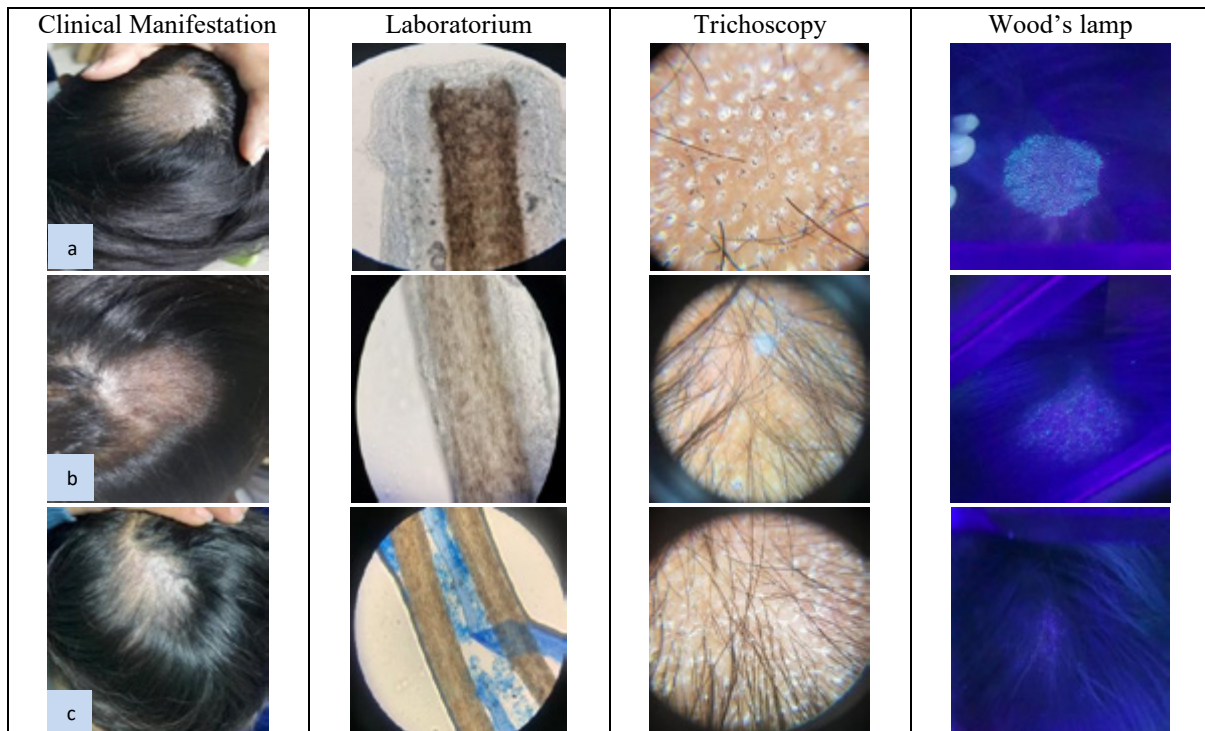 Clinical Manifestation
Laboratorium
Trichoscopy
Wood’s lamp
a
b
c